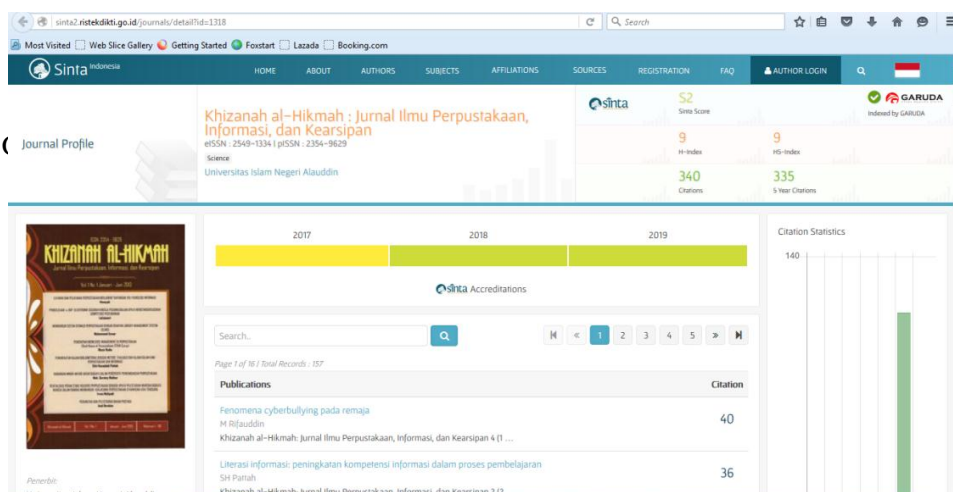 sinta2.ristekdikti.go.id/journals/detail?id=1318
Search
Most Visited Web Slice Gallery Getting Started Foxstart Lazada Booking.com
Sinta Indonesia
HOME ABOUT AUTHORS SUBJECTS AFFILIATIONS SOURCES REGISTRATION FAQ AUTHOR LOGIN
Journal Profile
Khizanah al-Hikmah : Jurnal Ilmu Perpustakaan,
Informasi, dan Kearsipan
eISSN : 2549-1334 | pISSN : 2354-9629
Science
Universitas Islam Negeri Alauddin
sinta
S2
Sinta Score
GARUDA
Indexed by GARUDA
9
H-Index
9
H5-Index
340
Citations
335
5 Year Citations
KHIZANAH AL-HIKMAH
Jurnal Ilmu Perpustakaan, Informasi, dan Kearsipan
Penerbit:
2017 2018 2019
sinta Accreditations
Search..
« 1 2 3 4 5 »
Page 1 of 16 | Total Records : 157
Publications Citation
Fenomena cyberbullying pada remaja
M Rifauddin
Khizanah al-Hikmah: Jurnal Ilmu Perpustakaan, Informasi, dan Kearsipan 4 (1 ...
40
Literasi informasi: peningkatan kompetensi informasi dalam proses pembelajaran
SH Pattah
36
Citation Statistics
140